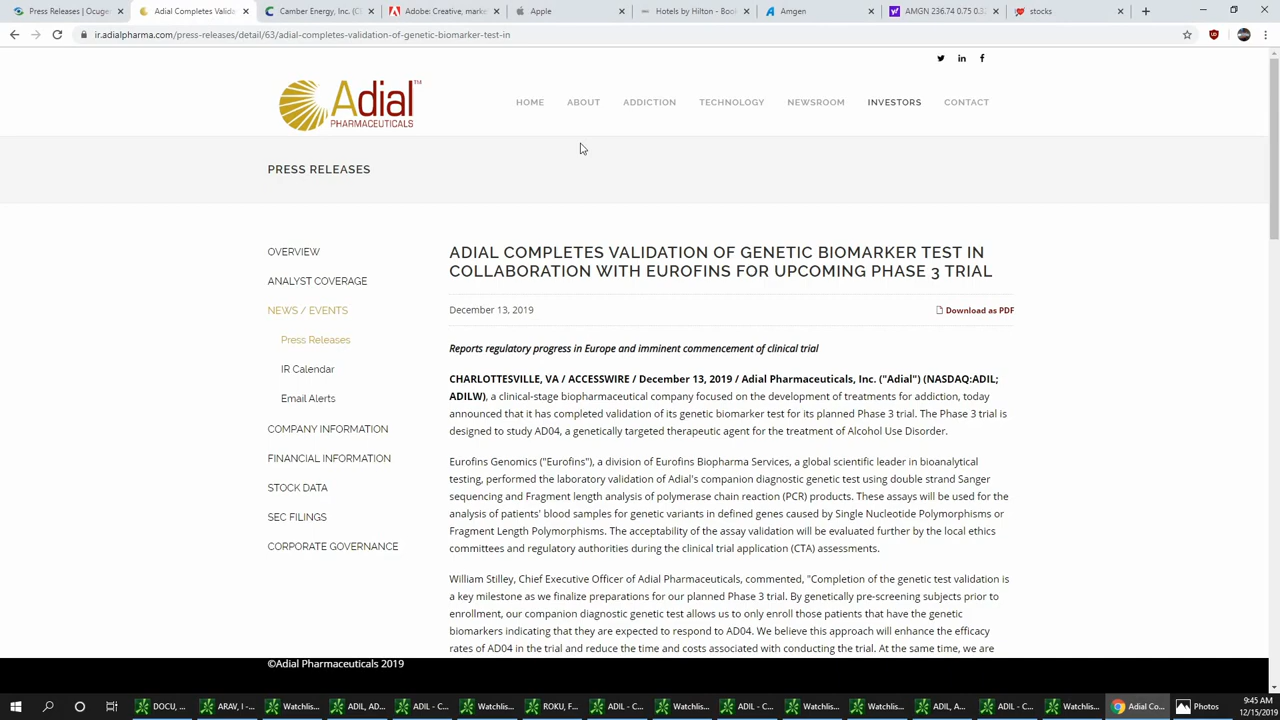 Press Releases | Ocugen
Adial Completes Valida
Camber Energy, Inc. (C
Adobe: Creative, marke
Apple
Hotels by Hilton - Boo
Amgen
AMGN 236.74 0.75 0.3
stocks
ir.adialpharma.com/press-releases/detail/63/adial-completes-validation-of-genetic-biomarker-test-in
Adial™
PHARMACEUTICALS
HOME ABOUT ADDICTION TECHNOLOGY NEWSROOM INVESTORS CONTACT
PRESS RELEASES
OVERVIEW
ANALYST COVERAGE
NEWS / EVENTS
Press Releases
IR Calendar
Email Alerts
COMPANY INFORMATION
FINANCIAL INFORMATION
STOCK DATA
SEC FILINGS
CORPORATE GOVERNANCE
ADIAL COMPLETES VALIDATION OF GENETIC BIOMARKER TEST IN
COLLABORATION WITH EUROFINS FOR UPCOMING PHASE 3 TRIAL
December 13, 2019
Download as PDF
Reports regulatory progress in Europe and imminent commencement of clinical trial
CHARLOTTESVILLE, VA / ACCESSWIRE / December 13, 2019 / Adial Pharmaceuticals, Inc. ("Adial") (NASDAQ:ADIL;
ADILW), a clinical-stage biopharmaceutical company focused on the development of treatments for addiction, today
announced that it has completed validation of its genetic biomarker test for its planned Phase 3 trial. The Phase 3 trial is
designed to study AD04, a genetically targeted therapeutic agent for the treatment of Alcohol Use Disorder.
Eurofins Genomics ("Eurofins"), a division of Eurofins Biopharma Services, a global scientific leader in bioanalytical
testing, performed the laboratory validation of Adial's companion diagnostic genetic test using double strand Sanger
sequencing and Fragment length analysis of polymerase chain reaction (PCR) products. These assays will be used for the
analysis of patients' blood samples for genetic variants in defined genes caused by Single Nucleotide Polymorphisms or
Fragment Length Polymorphisms. The acceptability of the assay validation will be evaluated further by the local ethics
committees and regulatory authorities during the clinical trial application (CTA) assessments.
William Stilley, Chief Executive Officer of Adial Pharmaceuticals, commented, "Completion of the genetic test validation is
a key milestone as we finalize preparations for our planned Phase 3 trial. By genetically pre-screening subjects prior to
enrollment, our companion diagnostic genetic test allows us to only enroll those patients that have the genetic
biomarkers indicating that they are expected to respond to AD04. We believe this approach will enhance the efficacy
rates of AD04 in the trial and reduce the time and costs associated with conducting the trial. At the same time, we are
©Adial Pharmaceuticals 2019
DOCU, ...
ARAV, I -...
Watchlis...
ADIL, AD...
ADIL - C...
Watchlis...
ROKU, F...
ADIL - C...
Watchlis...
ADIL - C...
Watchlis...
ADIL, A...
ADIL - C...
Watchlis...
Adial Co...
Photos
9:45 AM
12/15/2019